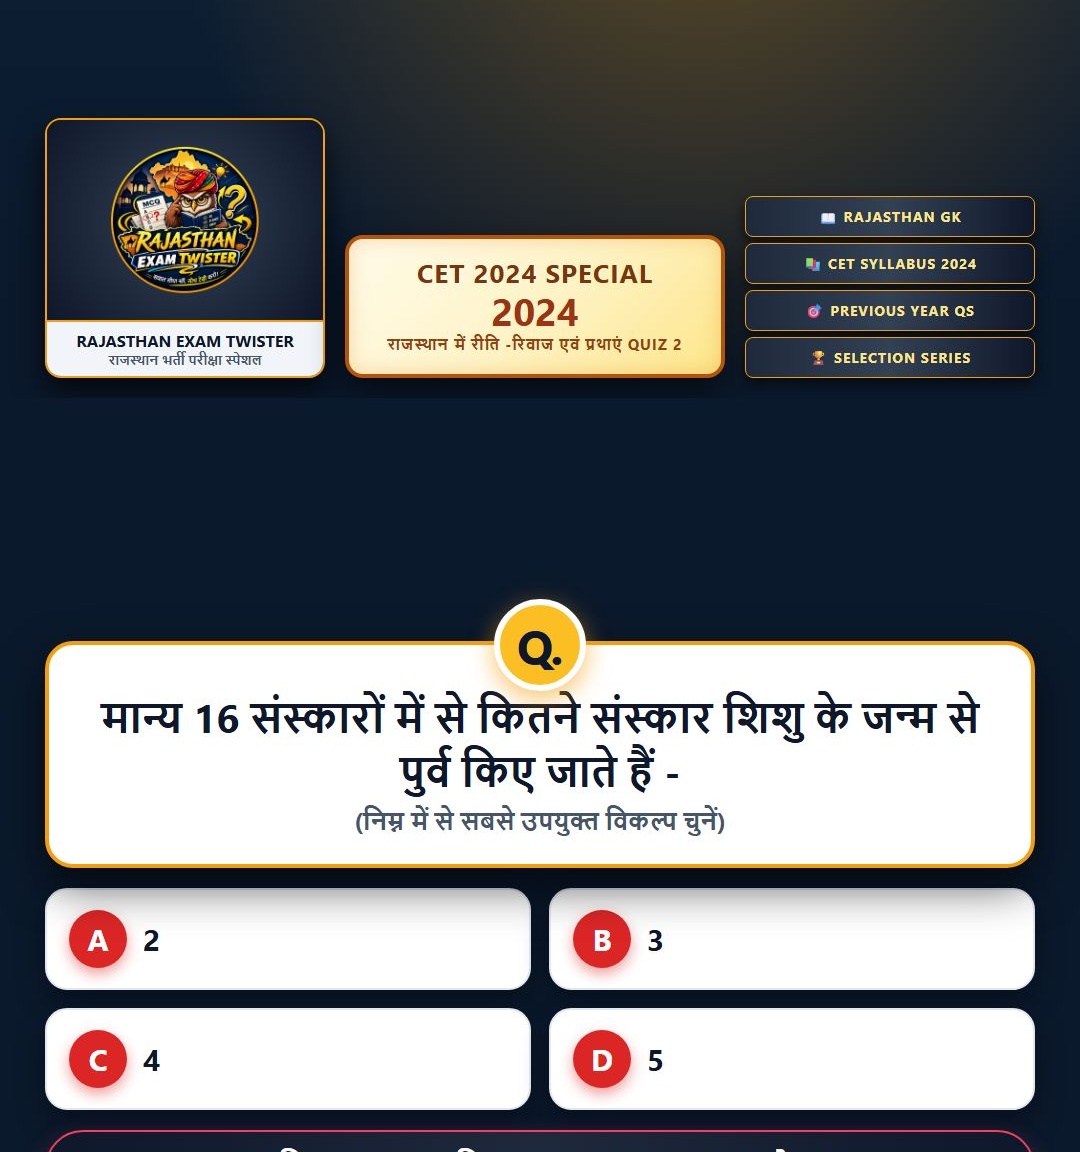 MCQ
?
RAJASTHAN
EXAM TWISTER
RAJASTHAN EXAM TWISTER
राजस्थान भर्ती परीक्षा स्पेशल
CET 2024 SPECIAL
2024
राजस्थान में रीति -रिवाज एवं प्रथाएं QUIZ 2
RAJASTHAN GK
CET SYLLABUS 2024
PREVIOUS YEAR QS
SELECTION SERIES
Q.
मान्य 16 संस्कारों में से कितने संस्कार शिशु के जन्म से
पुर्व किए जाते हैं -
(निम्न में से सबसे उपयुक्त विकल्प चुनें)
A 2
B 3
C 4
D 5